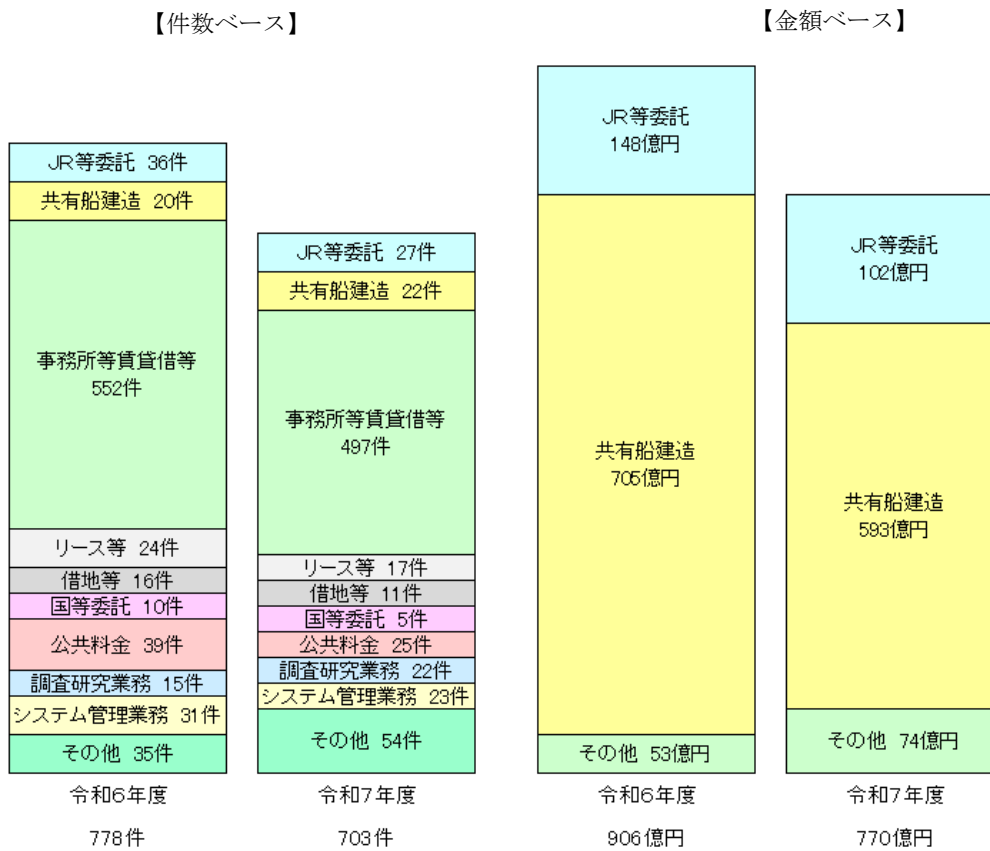 【件数ベース】
JR等委託 36件
共有船建造 20件
事務所等賃貸借等
552件
リース等 24件
借地等 16件
国等委託 10件
公共料金 39件
調査研究業務 15件
システム管理業務 31件
その他 35件
令和6年度
778件
JR等委託 27件
共有船建造 22件
事務所等賃貸借等
497件
リース等 17件
借地等 11件
国等委託 5件
公共料金 25件
調査研究業務 22件
システム管理業務 23件
その他 54件
令和7年度
703件
【金額ベース】
JR等委託
148億円
共有船建造
705億円
その他 53億円
令和6年度
906億円
JR等委託
102億円
共有船建造
593億円
その他 74億円
令和7年度
770億円